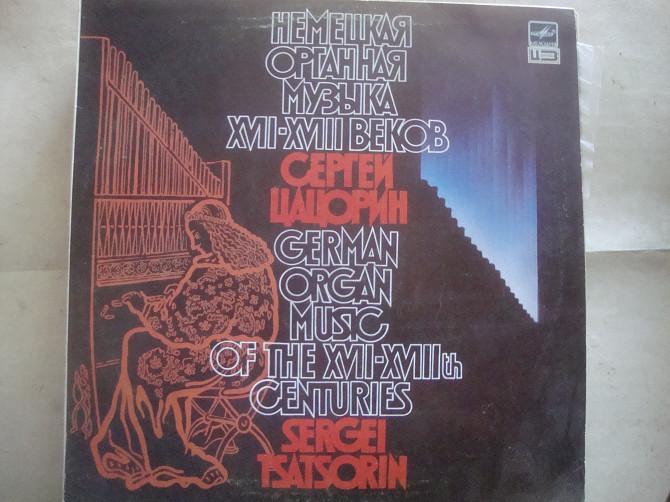 НЕМЕЦКАЯ
ОРГАННАЯ
МУЗЫКА
XVII-XVIII ВЕКОВ
СЕРГЕЙ
ЦАЦОРИН
GERMAN
ORGAN
MUSIC
OF THE XVII-XVIIIth
CENTURIES
SERGEI
TSATSORIN